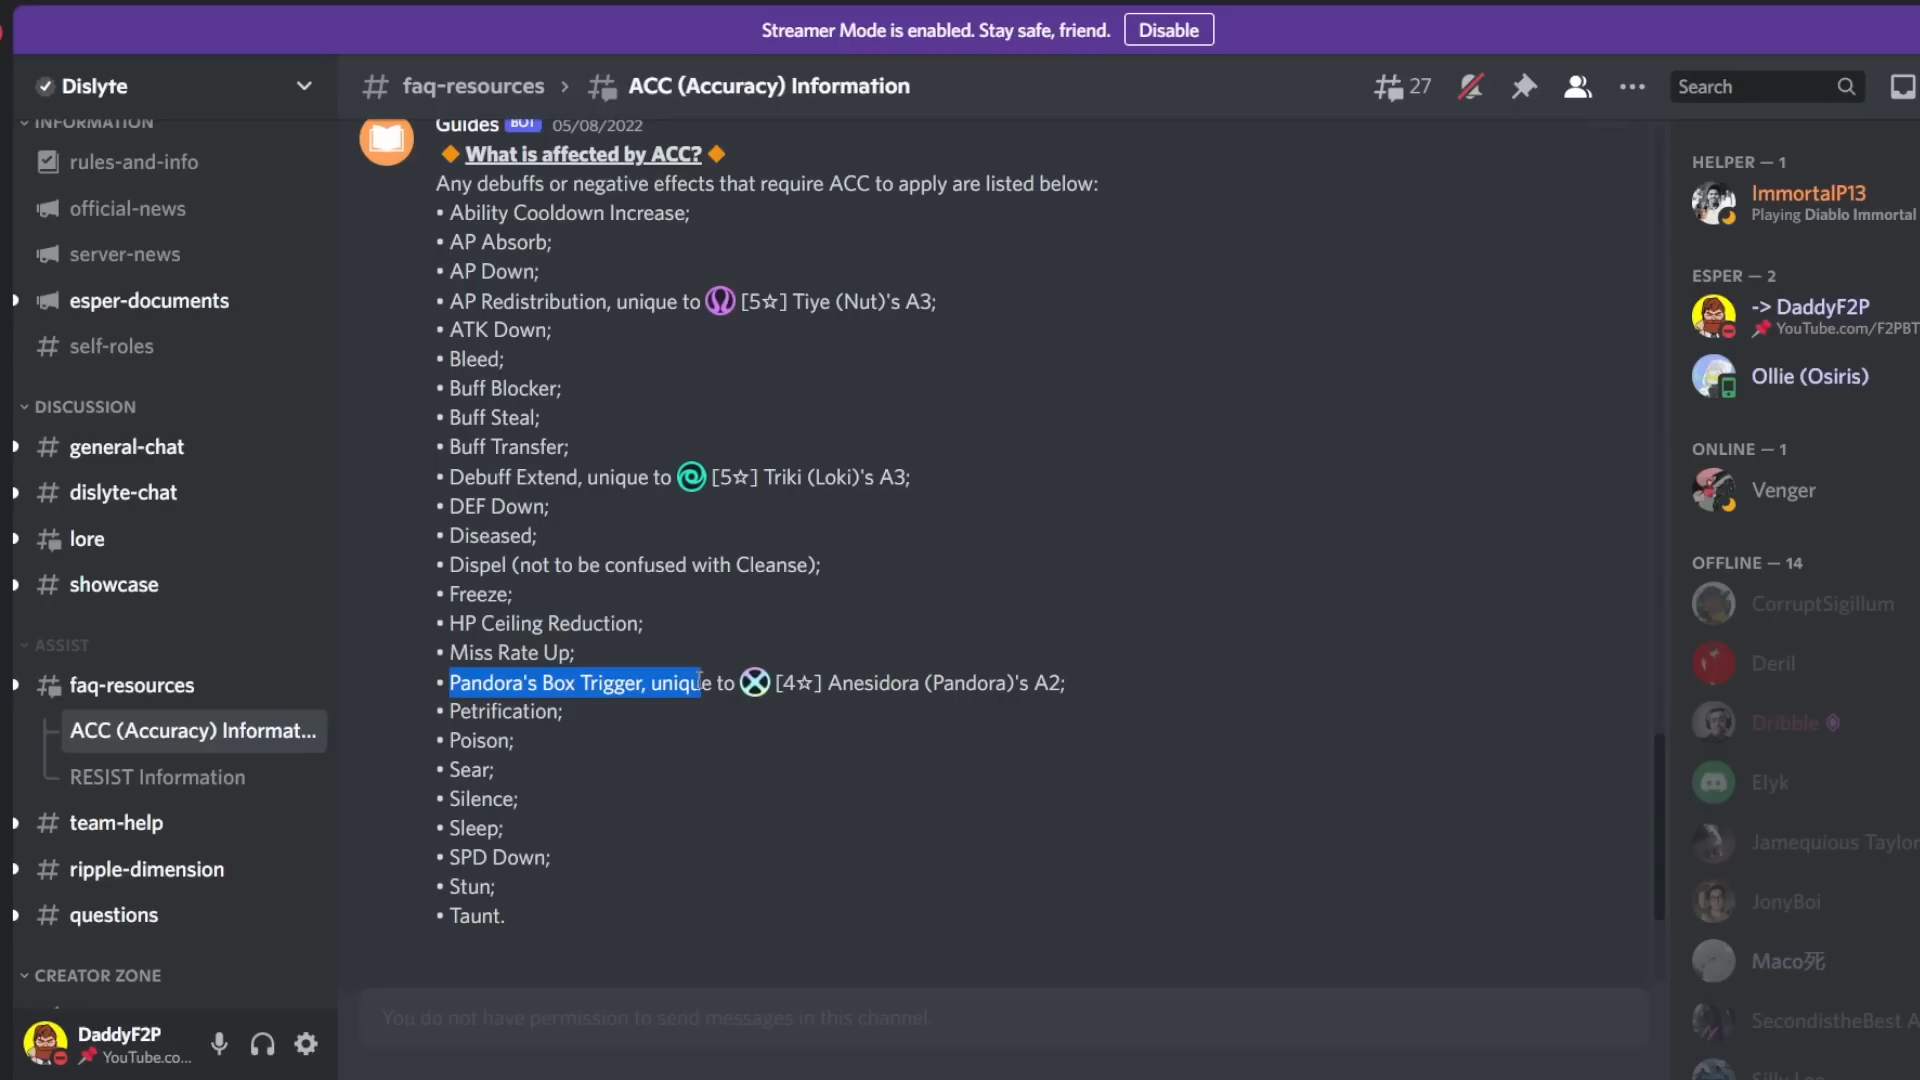 Streamer Mode is enabled. Stay safe, friend. Disable
Dislyte
INFORMATION
rules-and-info
official-news
server-news
esper-documents
self-roles
DISCUSSION
general-chat
dislyte-chat
lore
showcase
ASSIST
faq-resources
ACC (Accuracy) Informat...
RESIST Information
team-help
ripple-dimension
questions
CREATOR ZONE
DaddyF2P
YouTube.co...
faq-resources › ACC (Accuracy) Information
27
Search
Guides BOT 05/08/2022
What is affected by ACC?
Any debuffs or negative effects that require ACC to apply are listed below:
• Ability Cooldown Increase;
• AP Absorb;
• AP Down;
• AP Redistribution, unique to [5☆] Tiye (Nut)'s A3;
• ATK Down;
• Bleed;
• Buff Blocker;
• Buff Steal;
• Buff Transfer;
• Debuff Extend, unique to [5☆] Triki (Loki)'s A3;
• DEF Down;
• Diseased;
• Dispel (not to be confused with Cleanse);
• Freeze;
• HP Ceiling Reduction;
• Miss Rate Up;
• Pandora's Box Trigger, unique to [4☆] Anesidora (Pandora)'s A2;
• Petrification;
• Poison;
• Sear;
• Silence;
• Sleep;
• SPD Down;
• Stun;
• Taunt.
You do not have permission to send messages in this channel.
HELPER — 1
ImmortalP13
Playing Diablo Immortal
ESPER — 2
-> DaddyF2P
YouTube.com/F2PBT
Ollie (Osiris)
ONLINE — 1
Venger
OFFLINE — 14
CorruptSigillum
Deril
Dribble
Elyk
Jamequious Taylor
JonyBoi
Maco死
SecondistheBest A